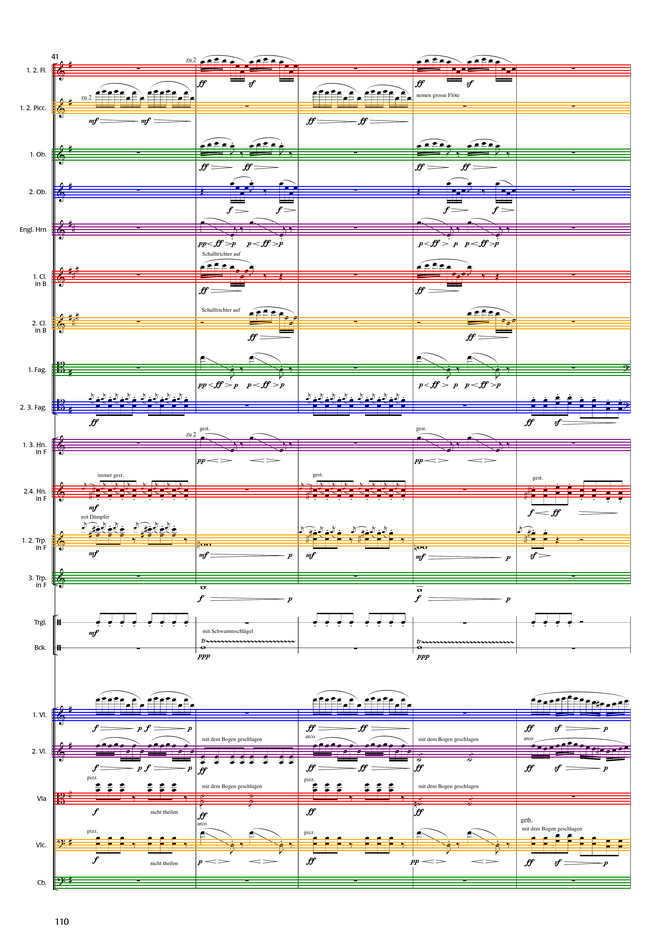 41
1. 2. Fl.
zu 2
ff
sf
ff
sf
1. 2. Picc.
zu 2
mf
mf
ff
ff
nemen grosse Flöte
1. Ob.
ff
ff
ff
ff
2. Ob.
f
f
f
f
Engl. Hrn
pp ff p p ff p
p ff p p ff p
1. Cl.
in B
Schalltrichter auf
ff
ff
2. Cl.
in B
Schalltrichter auf
ff
ff
1. Fag.
pp ff p p ff p
p ff p p ff p
2. 3. Fag.
ff
ff
sf
p
1. 3. Hn.
in F
zu 2
gest.
gest.
pp
pp
2.4. Hn.
in F
immer gest.
gest.
gest.
mf
f
ff
1. 2. Trp.
in F
mit Dämpfer
mf
mf
p
mf
mf
p
sf
3. Trp.
in F
f
p
f
p
Trgl.
mf
Bck.
mit Schwammschlägel
tr
tr
ppp
ppp
1. Vl.
f
p
f
p
ff
ff
ff
sf
p
2. Vl.
mit dem Bogen geschlagen
arco
mit dem Bogen geschlagen
arco
f
p
f
p
ff
ff
ff
ff
sf
p
Vla
pizz.
mit dem Bogen geschlagen
pizz.
mit dem Bogen geschlagen
f
nicht theilen
ff
ff
ff
Vlc.
pizz.
arco
pizz.
geth.
mit dem Bogen geschlagen
f
nicht theilen
p
ff
pp
ff
sf
p
Cb.
110